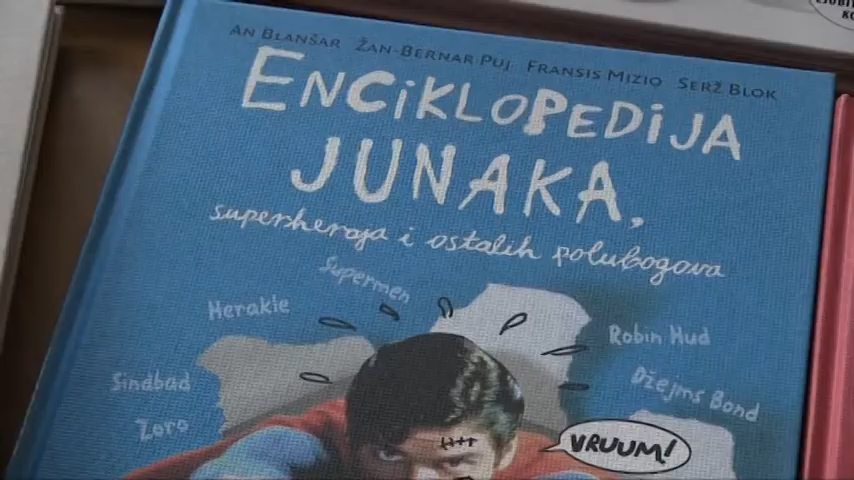 AN BLANŠAR ŽAN-BERNAR PUJ FRANSIS MIZIO SERŽ BLOK
ENCIKLOPEDIJA
JUNAKA,
superheroja i ostalih polubogova
Supermen
Herakle
Robin Hud
Sindbad
Džejms Bond
Zoro
VRUUM!